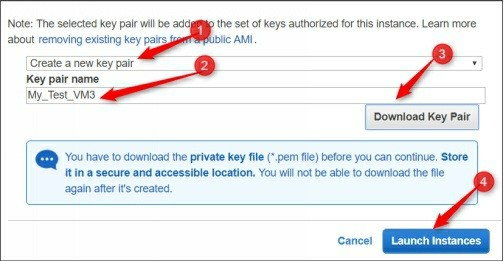 Note: The selected key pair will be added to the set of keys authorized for this instance. Learn more
about removing existing key pairs from a public AMI.
1
Create a new key pair
Key pair name
2
My_Test_VM3
3
Download Key Pair
You have to download the private key file (*.pem file) before you can continue. Store
it in a secure and accessible location. You will not be able to download the file
again after it's created.
4
Cancel
Launch Instances